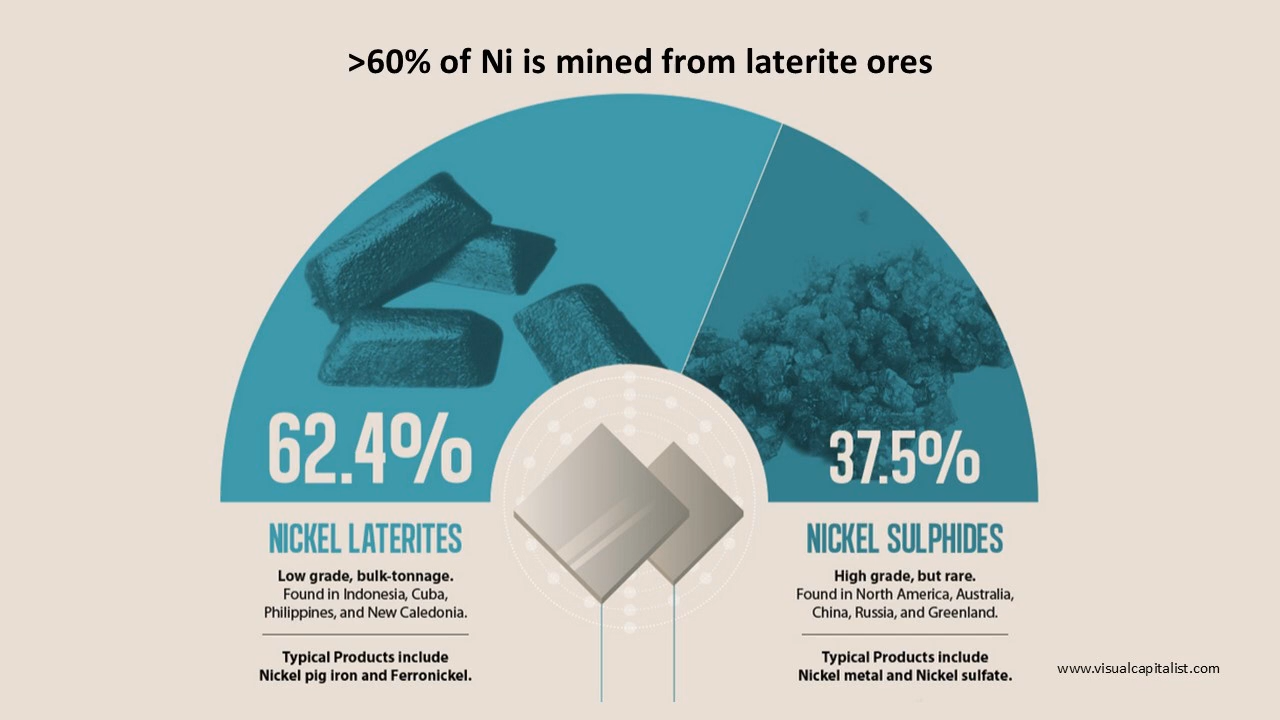 >60% of Ni is mined from laterite ores
62.4%
NICKEL LATERITES
Low grade, bulk-tonnage.
Found in Indonesia, Cuba,
Philippines, and New Caledonia.
Typical Products include
Nickel pig iron and Ferronickel.
37.5%
NICKEL SULPHIDES
High grade, but rare.
Found in North America, Australia,
China, Russia, and Greenland.
Typical Products include
Nickel metal and Nickel sulfate.
www.visualcapitalist.com